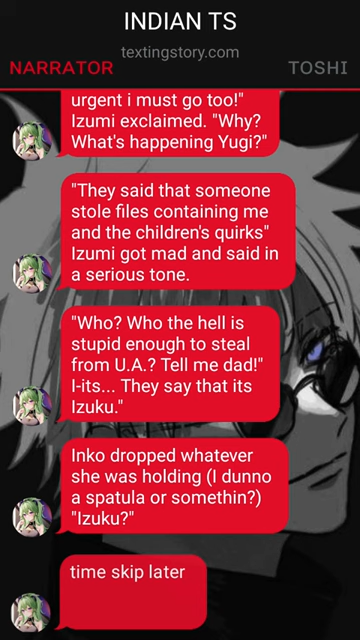 INDIAN TS
textingstory.com
NARRATOR
TOSHI
urgent i must go too!"
Izumi exclaimed. "Why?
What's happening Yugi?"
"They said that someone
stole files containing me
and the children's quirks"
Izumi got mad and said in
a serious tone.
"Who? Who the hell is
stupid enough to steal
from U.A.? Tell me dad!"
I-its... They say that its
Izuku."
Inko dropped whatever
she was holding (I dunno
a spatula or somethin?)
"Izuku?"
time skip later